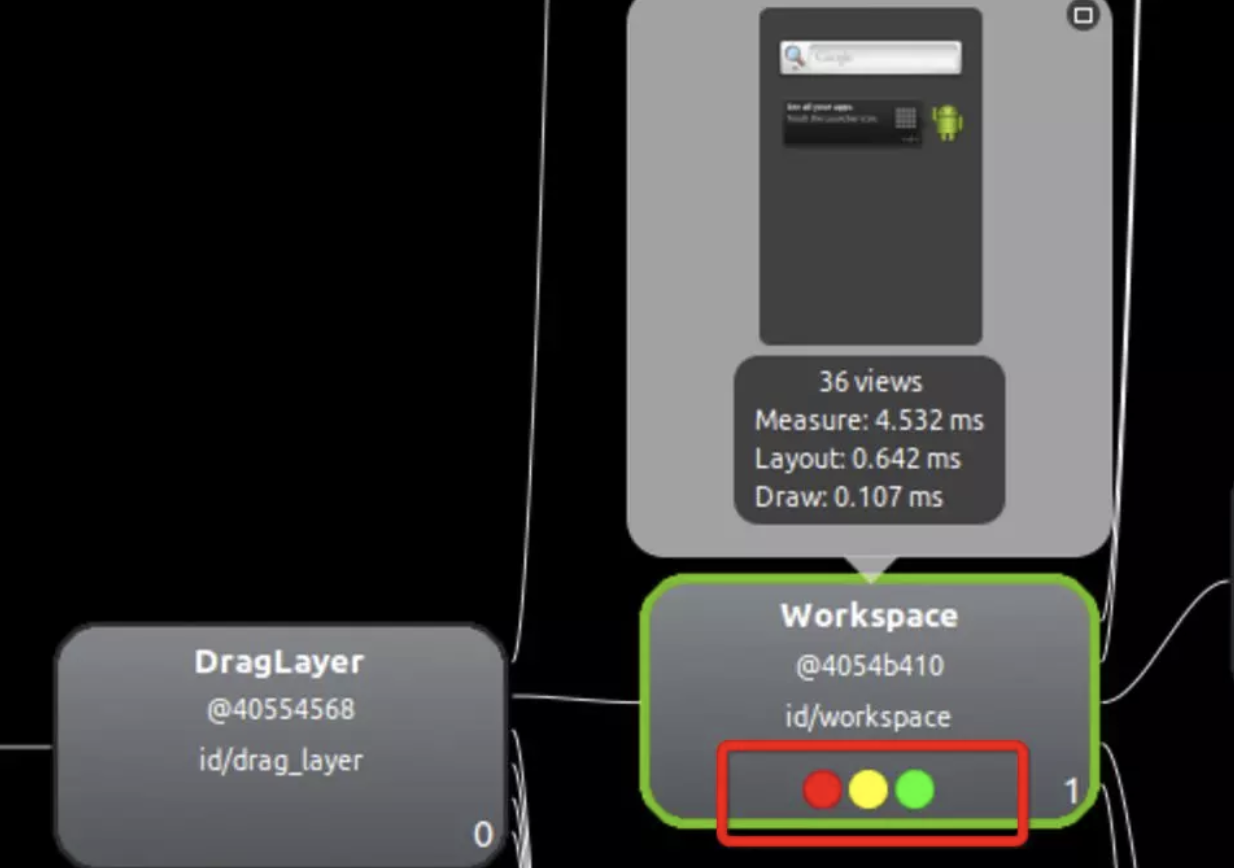 Google
See all your apps.
Touch the Launcher icon.
36 views
Measure: 4.532 ms
Layout: 0.642 ms
Draw: 0.107 ms
Workspace
@4054b410
id/workspace
1
DragLayer
@40554568
id/drag_layer
0